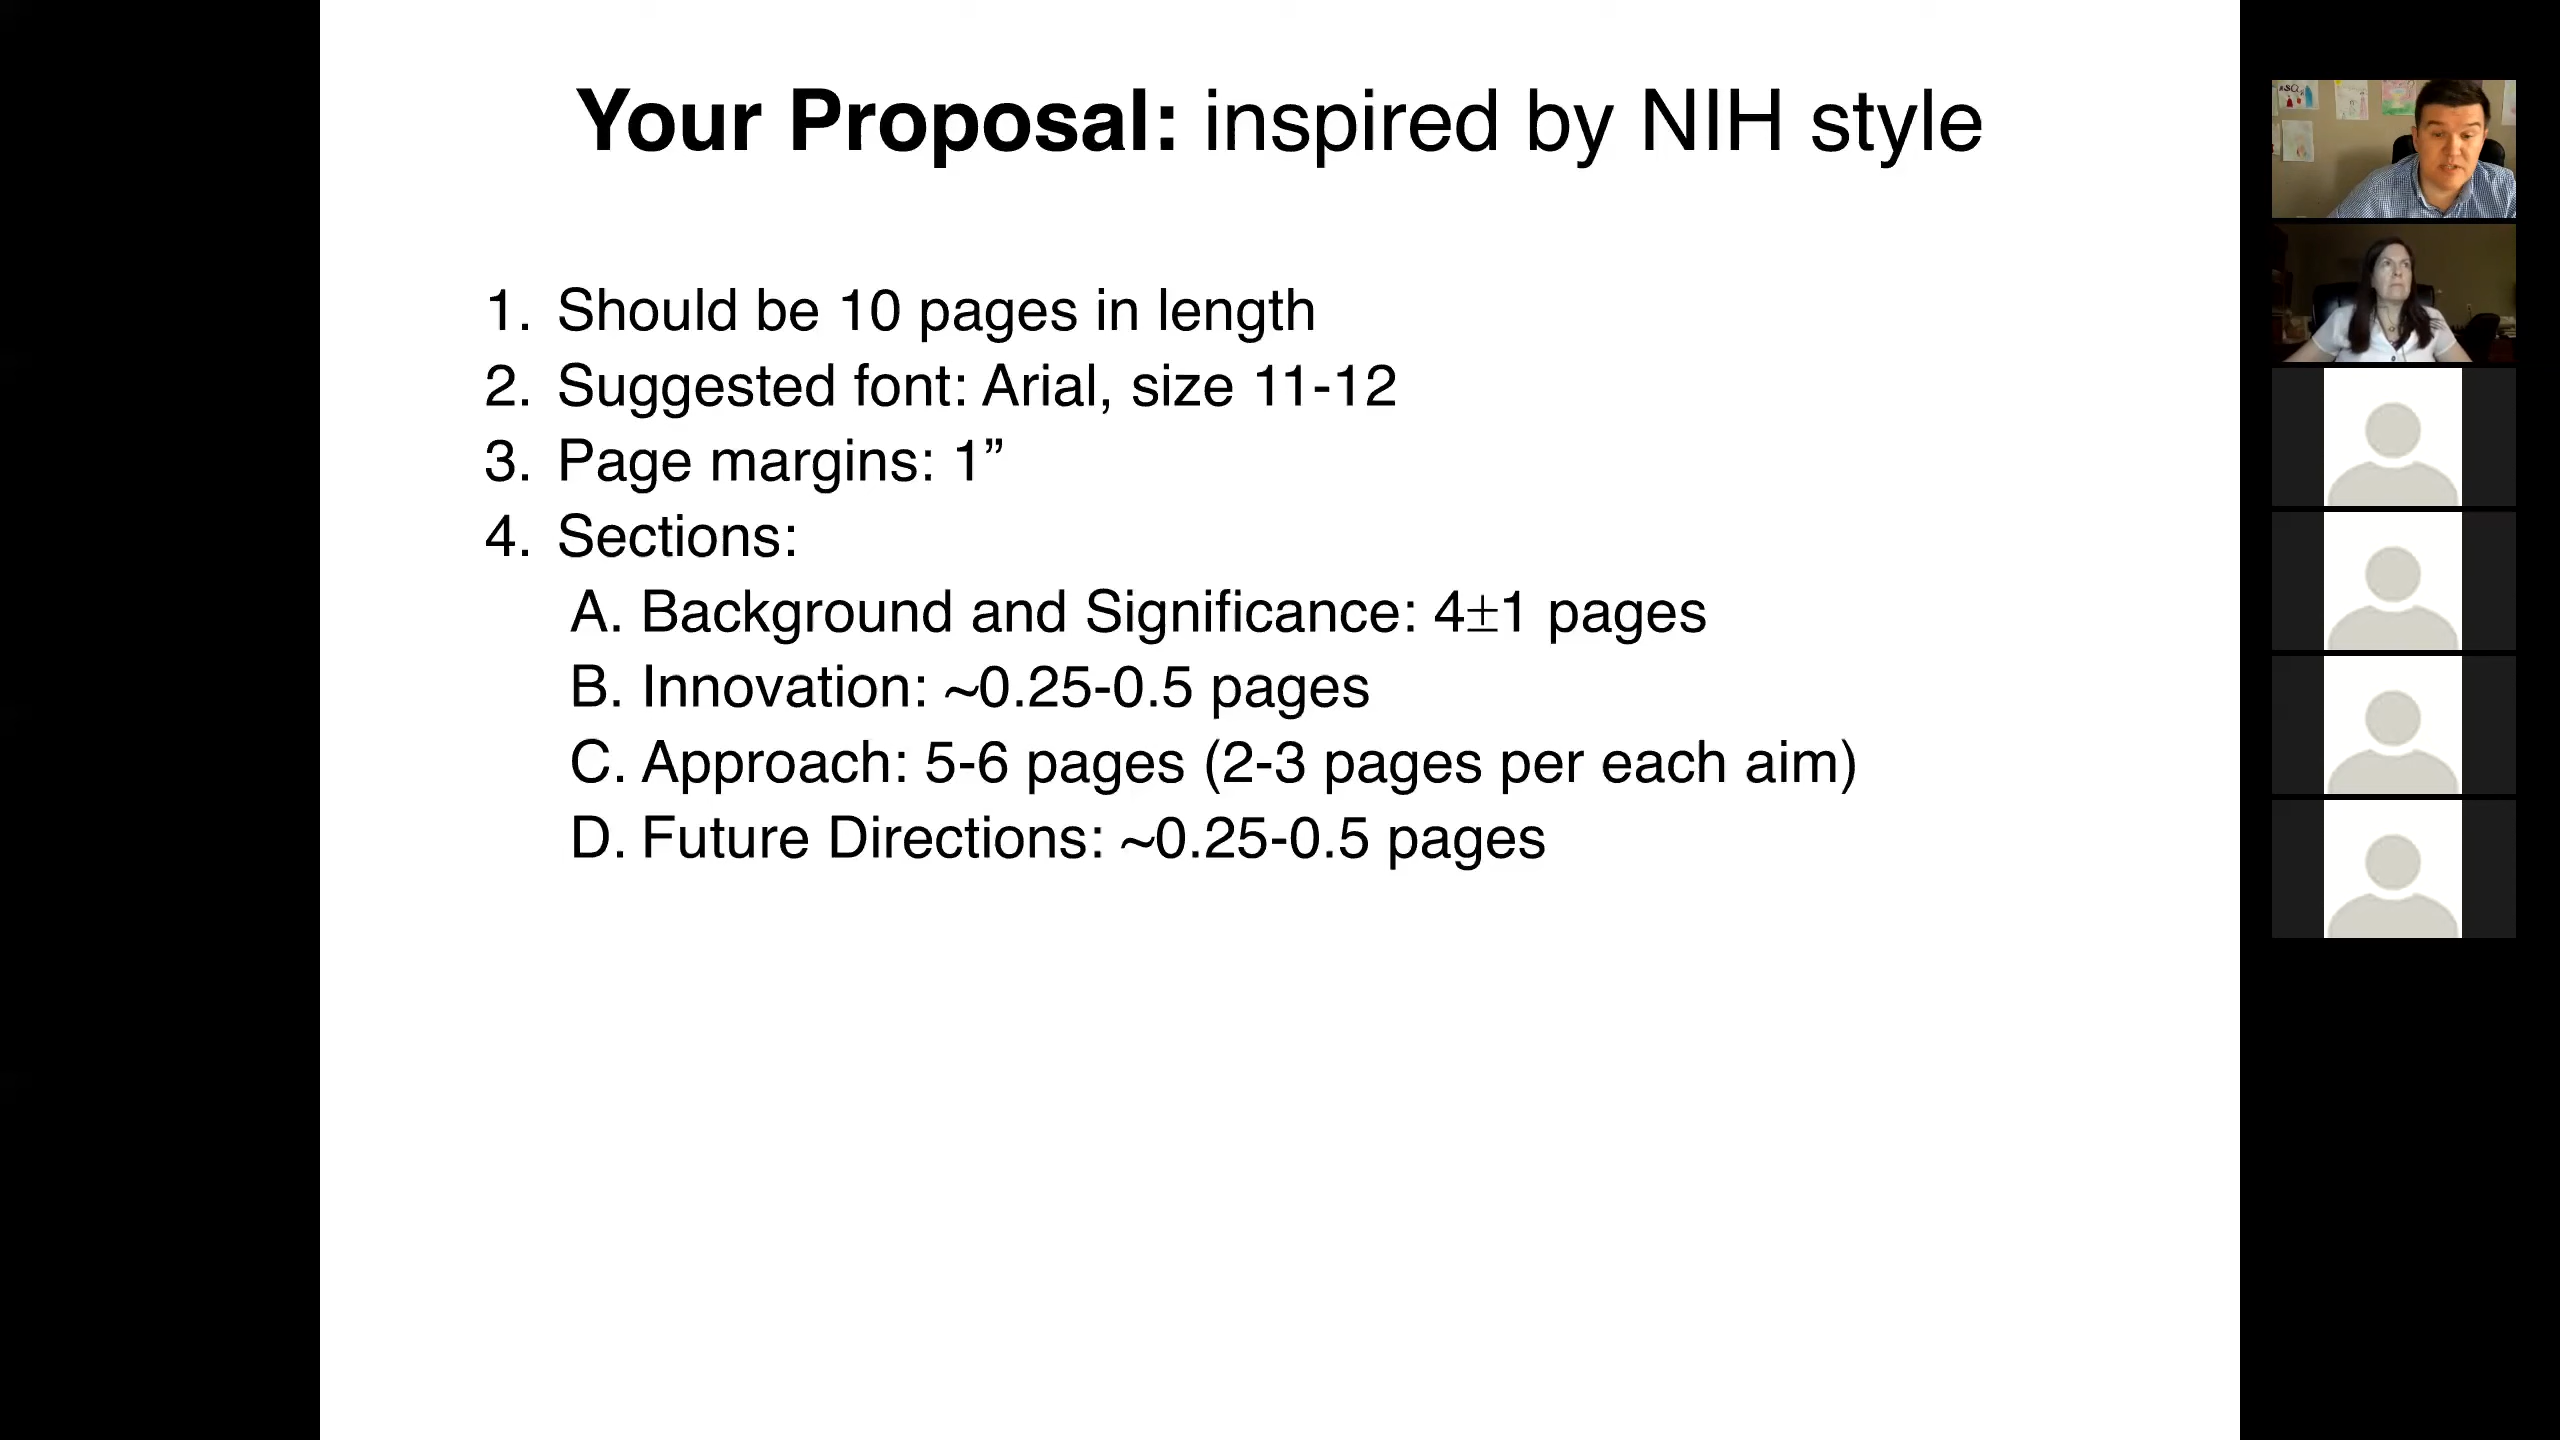 Your Proposal: inspired by NIH style
1. Should be 10 pages in length
2. Suggested font: Arial, size 11-12
3. Page margins: 1”
4. Sections:
A. Background and Significance: 4±1 pages
B. Innovation: ~0.25-0.5 pages
C. Approach: 5-6 pages (2-3 pages per each aim)
D. Future Directions: ~0.25-0.5 pages